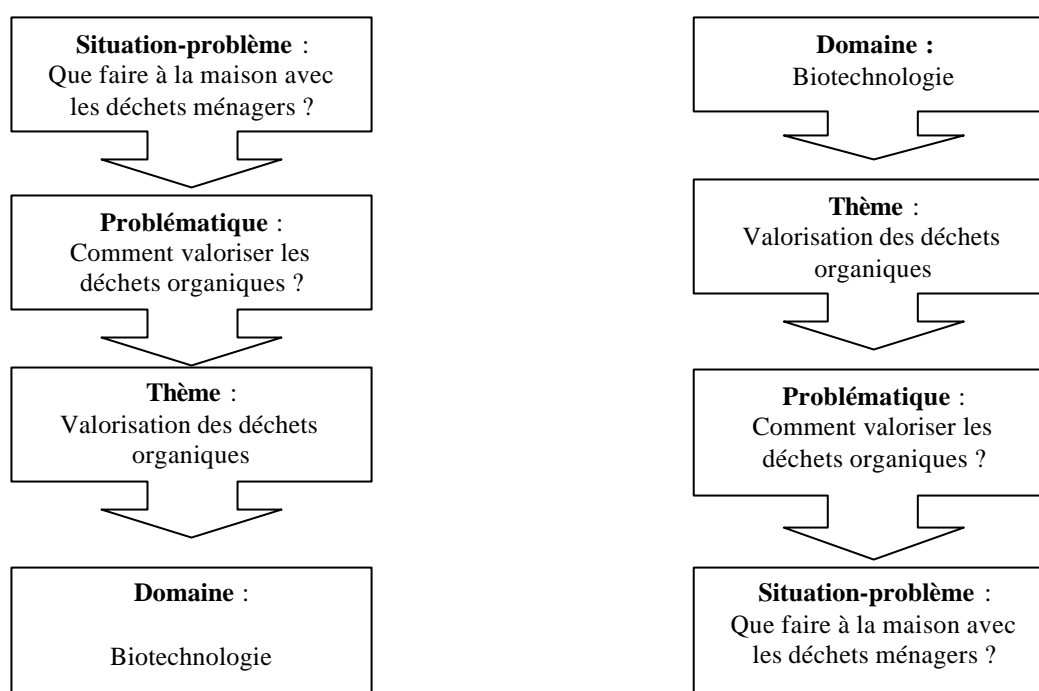 Situation-problème :
Que faire à la maison avec
les déchets ménagers ?
Problématique :
Comment valoriser les
déchets organiques ?
Thème :
Valorisation des déchets
organiques
Domaine :
Biotechnologie
Domaine :
Biotechnologie
Thème :
Valorisation des déchets
organiques
Problématique :
Comment valoriser les
déchets organiques ?
Situation-problème :
Que faire à la maison avec
les déchets ménagers ?